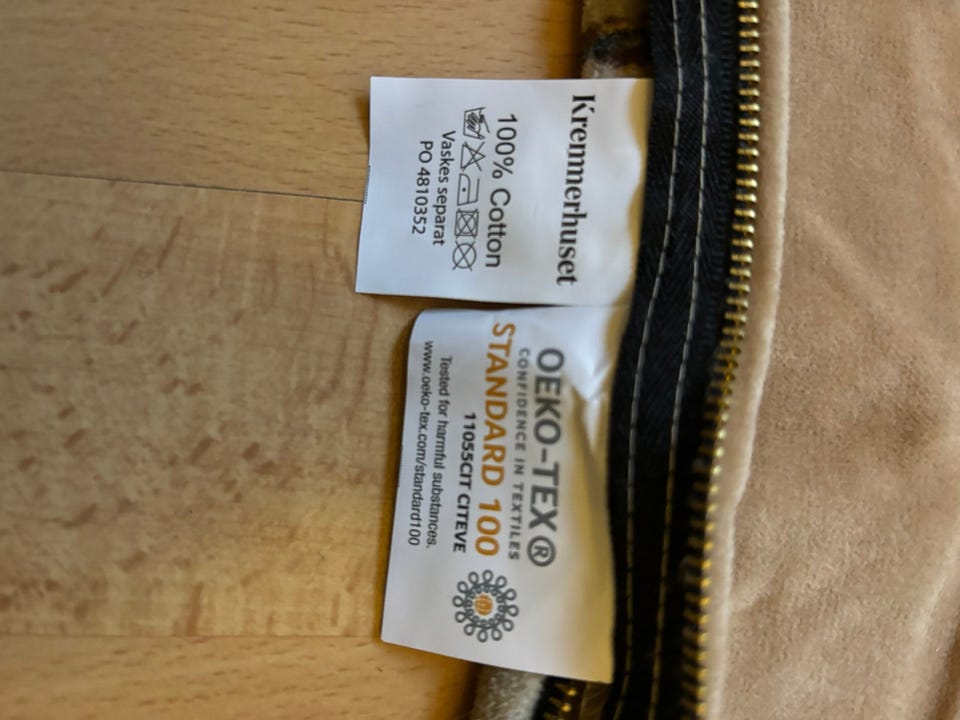 Kremmerhuset
100% Cotton
Vaskes separat
PO 4810352
OEKO-TEX®
CONFIDENCE IN TEXTILES
STANDARD 100
11055CIT CITEVE
Tested for harmful substances.
www.oeko-tex.com/standard100